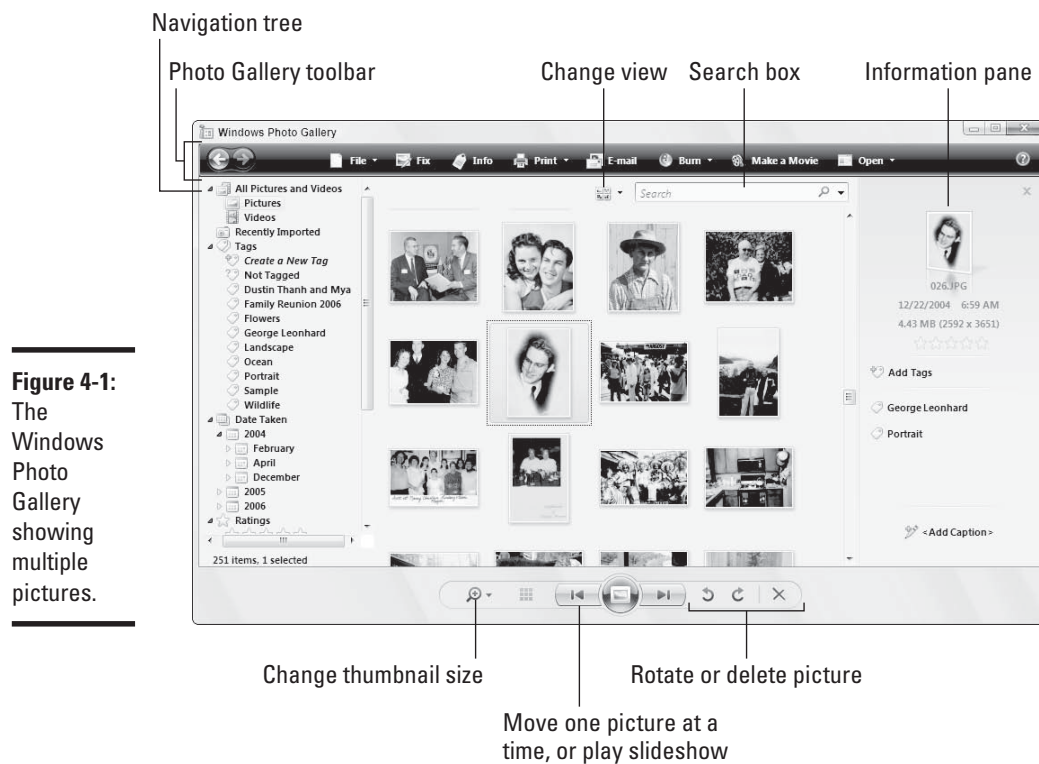 Navigation tree
Photo Gallery toolbar
Change view
Search box
Information pane
Windows Photo Gallery
File
Fix
Info
Print
E-mail
Burn
Make a Movie
Open
?
All Pictures and Videos
Pictures
Videos
Recently Imported
Tags
Create a New Tag
Not Tagged
Dustin Thanh and Mya
Family Reunion 2006
Flowers
George Leonhard
Landscape
Ocean
Portrait
Sample
Wildlife
Date Taken
2004
February
April
December
2005
2006
Ratings
251 items, 1 selected
Search
026.JPG
12/22/2004 6:59 AM
4.43 MB (2592 x 3651)
Add Tags
George Leonhard
Portrait
<Add Caption>
Figure 4-1:
The
Windows
Photo
Gallery
showing
multiple
pictures.
Change thumbnail size
Rotate or delete picture
Move one picture at a
time, or play slideshow